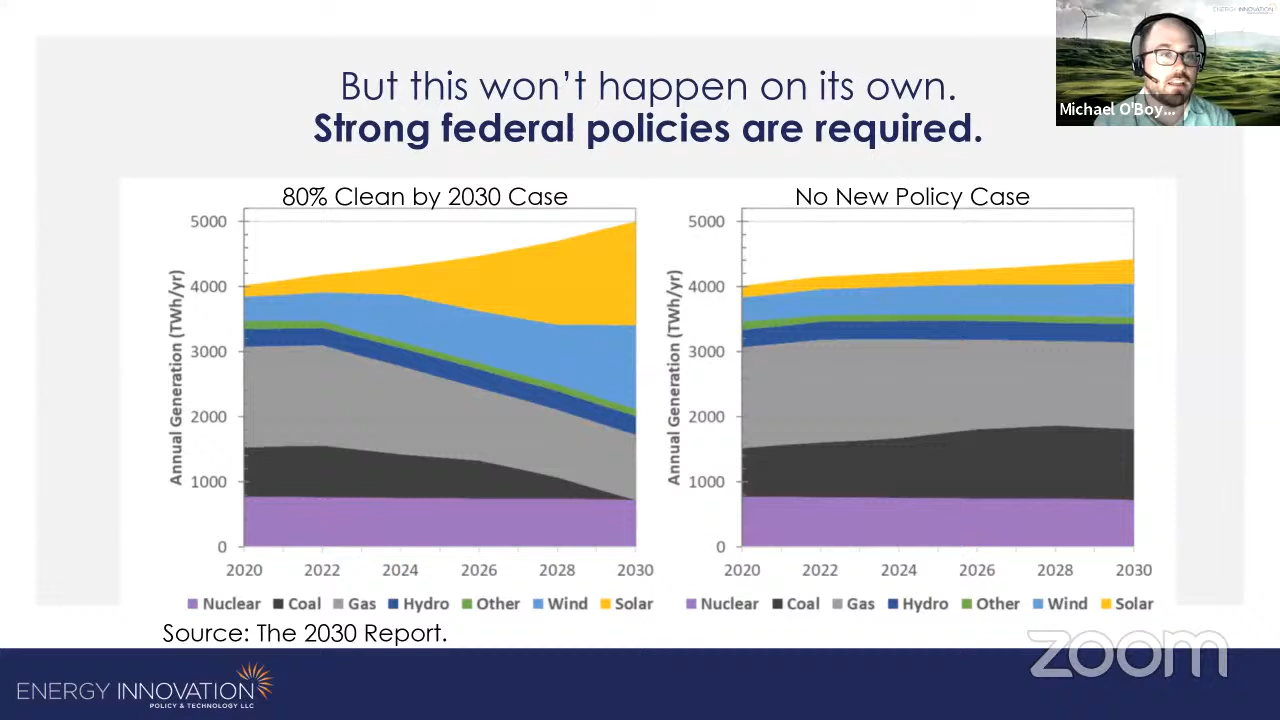 ENERGY INNOVATION
Michael O'Boy...
But this won't happen on its own.
Strong federal policies are required.
80% Clean by 2030 Case
Annual Generation (TWh/yr)
5000
4000
3000
2000
1000
0
2020 2022 2024 2026 2028 2030
Nuclear Coal Gas Hydro Other Wind Solar
No New Policy Case
Annual Generation (TWh/yr)
5000
4000
3000
2000
1000
0
2020 2022 2024 2026 2028 2030
Nuclear Coal Gas Hydro Other Wind Solar
Source: The 2030 Report.
zoom
ENERGY INNOVATION
POLICY & TECHNOLOGY LLC